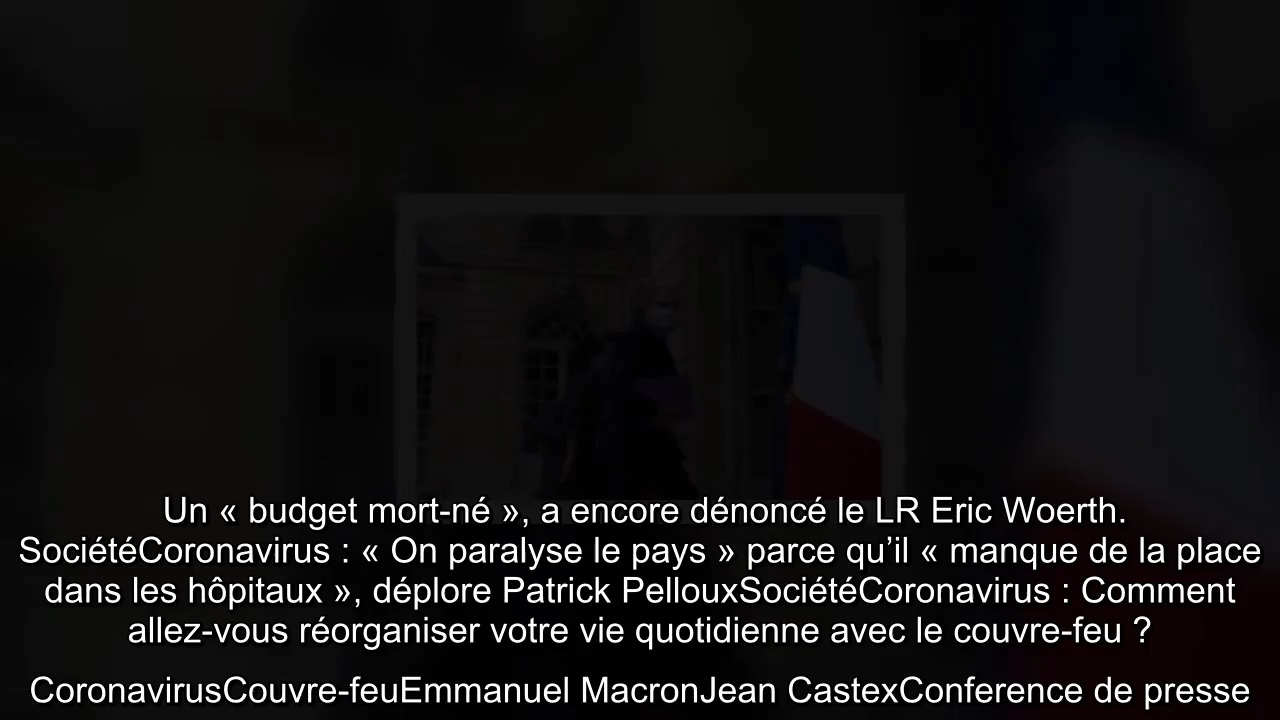 Un « budget mort-né », a encore dénoncé le LR Eric Woerth.
SociétéCoronavirus : « On paralyse le pays » parce qu’il « manque de la place
dans les hôpitaux », déplore Patrick PellouxSociétéCoronavirus : Comment
allez-vous réorganiser votre vie quotidienne avec le couvre-feu ?
CoronavirusCouvre-feuEmmanuel MacronJean CastexConference de presse